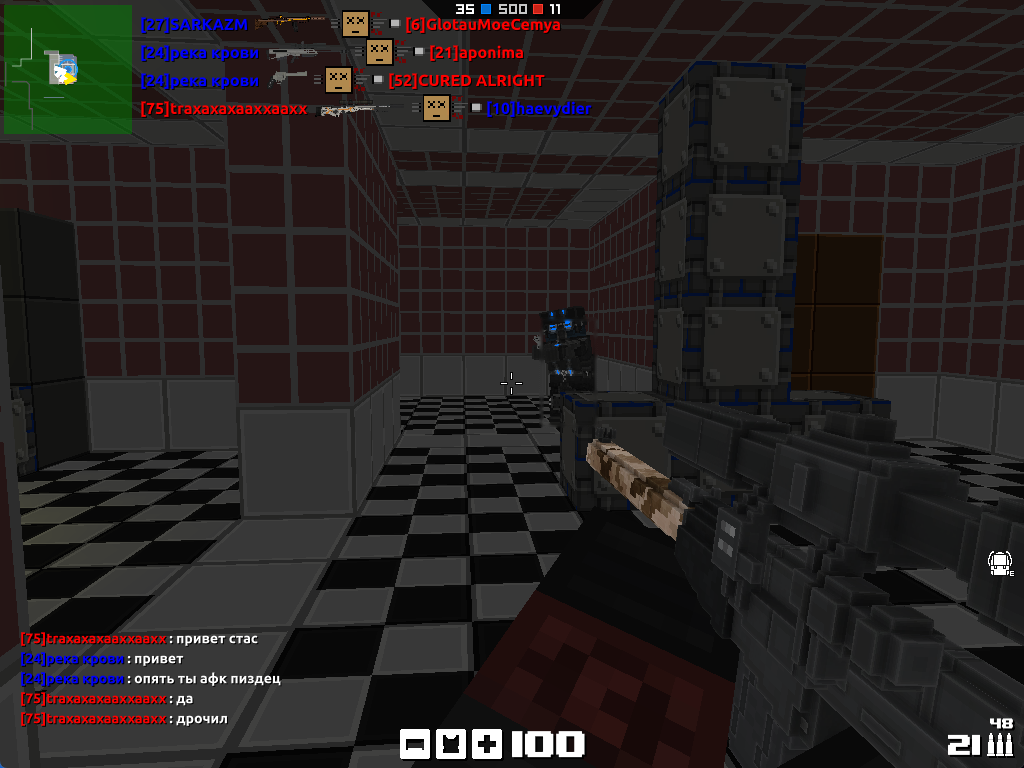 35 500 11
[27]SARKAZM [6]GlotauMoeCemya
[24]река крови [21]aponima
[24]река крови [52]CURED ALRIGHT
[75]traxaxaxaaxxaaxx [10]haevydier
E
[75]traxaxaxaaxxaaxx : привет стас
[24]река крови : привет
[24]река крови : опять ты афк пиздец
[75]traxaxaxaaxxaaxx : да
[75]traxaxaxaaxxaaxx : дрочил
48
100 21